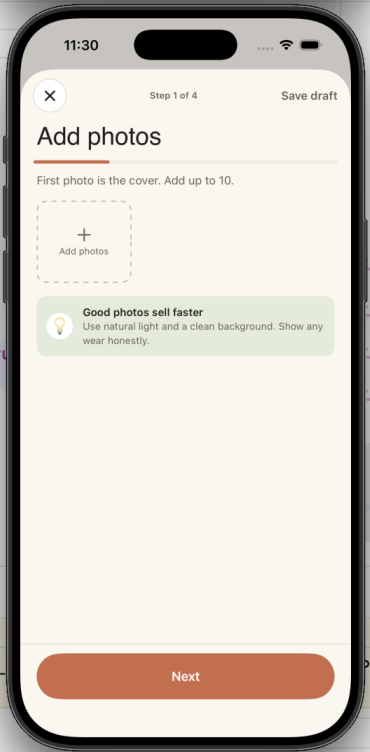 11:30
Step 1 of 4
Save draft
Add photos
First photo is the cover. Add up to 10.
Add photos
Good photos sell faster
Use natural light and a clean background. Show any
wear honestly.
Next